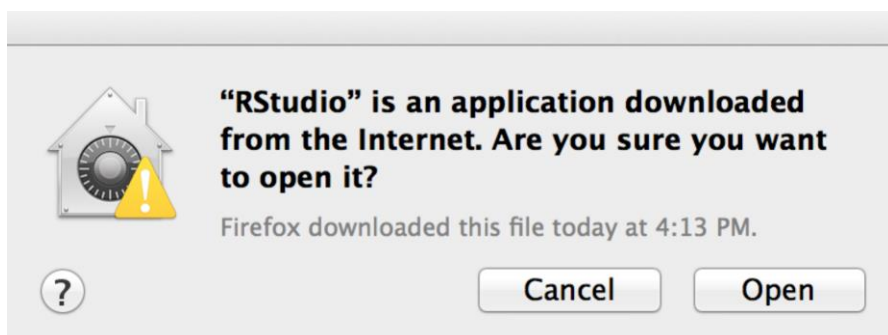 “RStudio” is an application downloaded
from the Internet. Are you sure you want
to open it?
Firefox downloaded this file today at 4:13 PM.
?
Cancel
Open